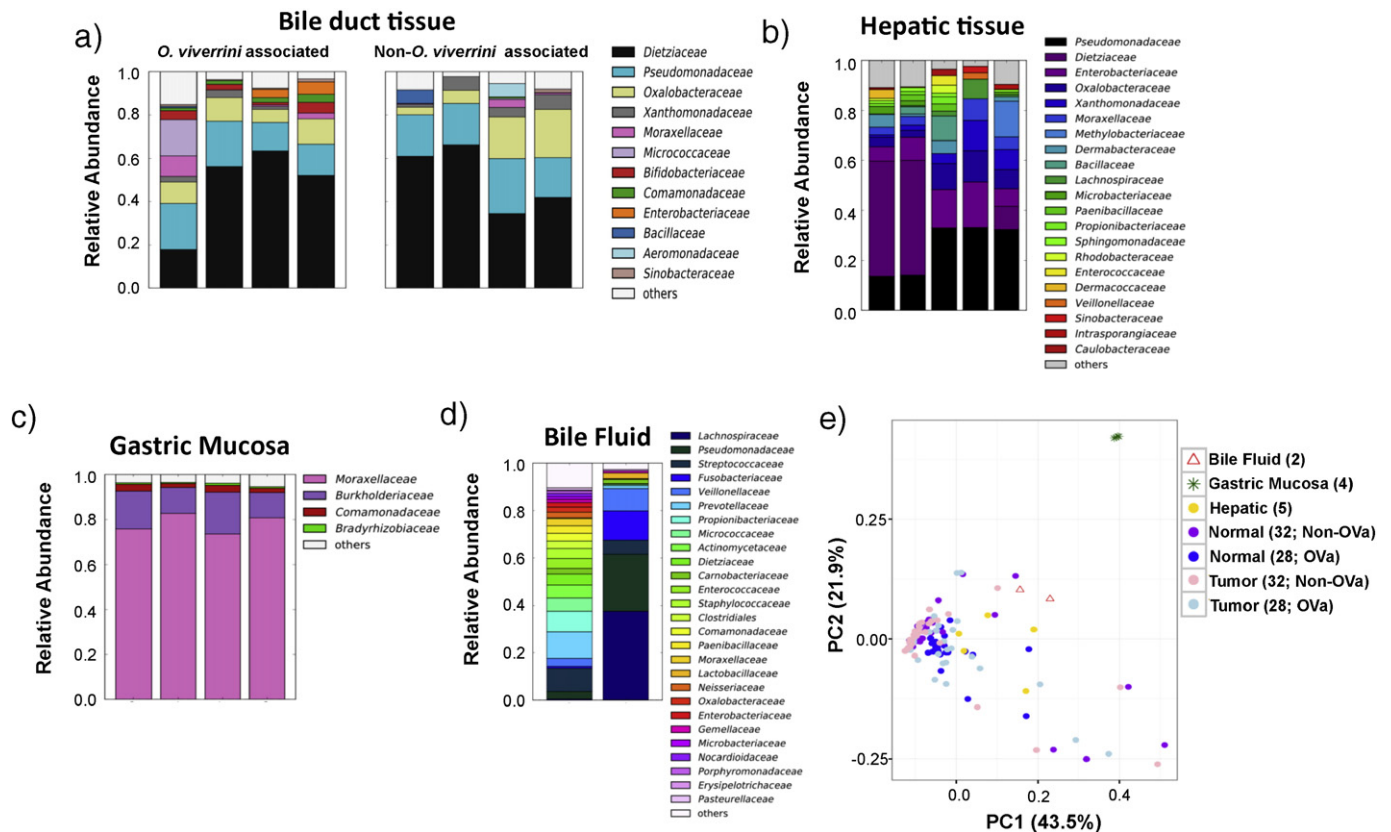 a)
Bile duct tissue
O. viverrini associated
Non-O. viverrini associated
Relative Abundance
1.0
0.8
0.6
0.4
0.2
0.0
Dietziaceae
Pseudomonadaceae
Oxalobacteraceae
Xanthomonadaceae
Moraxellaceae
Micrococcaceae
Bifidobacteriaceae
Comamonadaceae
Enterobacteriaceae
Bacillaceae
Aeromonadaceae
Sinobacteraceae
others
b)
Hepatic tissue
Relative Abundance
1.0
0.8
0.6
0.4
0.2
0.0
Pseudomonadaceae
Dietziaceae
Enterobacteriaceae
Oxalobacteraceae
Xanthomonadaceae
Moraxellaceae
Methylobacteriaceae
Dermabacteraceae
Bacillaceae
Lachnospiraceae
Microbacteriaceae
Paenibacillaceae
Propionibacteriaceae
Sphingomonadaceae
Rhodobacteraceae
Enterococcaceae
Dermacoccaceae
Veillonellaceae
Sinobacteraceae
Intrasporangiaceae
Caulobacteraceae
others
c)
Gastric Mucosa
Relative Abundance
1.0
0.8
0.6
0.4
0.2
0.0
Moraxellaceae
Burkholderiaceae
Comamonadaceae
Bradyrhizobiaceae
others
d)
Bile Fluid
Relative Abundance
1.0
0.8
0.6
0.4
0.2
0.0
Lachnospiraceae
Pseudomonadaceae
Streptococcaceae
Fusobacteriaceae
Veillonellaceae
Prevotellaceae
Propionibacteriaceae
Micrococcaceae
Actinomycetaceae
Dietziaceae
Carnobacteriaceae
Enterococcaceae
Staphylococcaceae
Clostridiales
Comamonadaceae
Paenibacillaceae
Moraxellaceae
Lactobacillaceae
Neisseriaceae
Oxalobacteraceae
Enterobacteriaceae
Gemellaceae
Microbacteriaceae
Nocardioidaceae
Porphyromonadaceae
Erysipelotrichaceae
Pasteurellaceae
others
e)
PC2 (21.9%)
0.25
0.00
-0.25
0.0
0.2
0.4
PC1 (43.5%)
Bile Fluid (2)
Gastric Mucosa (4)
Hepatic (5)
Normal (32; Non-OVa)
Normal (28; OVa)
Tumor (32; Non-OVa)
Tumor (28; OVa)